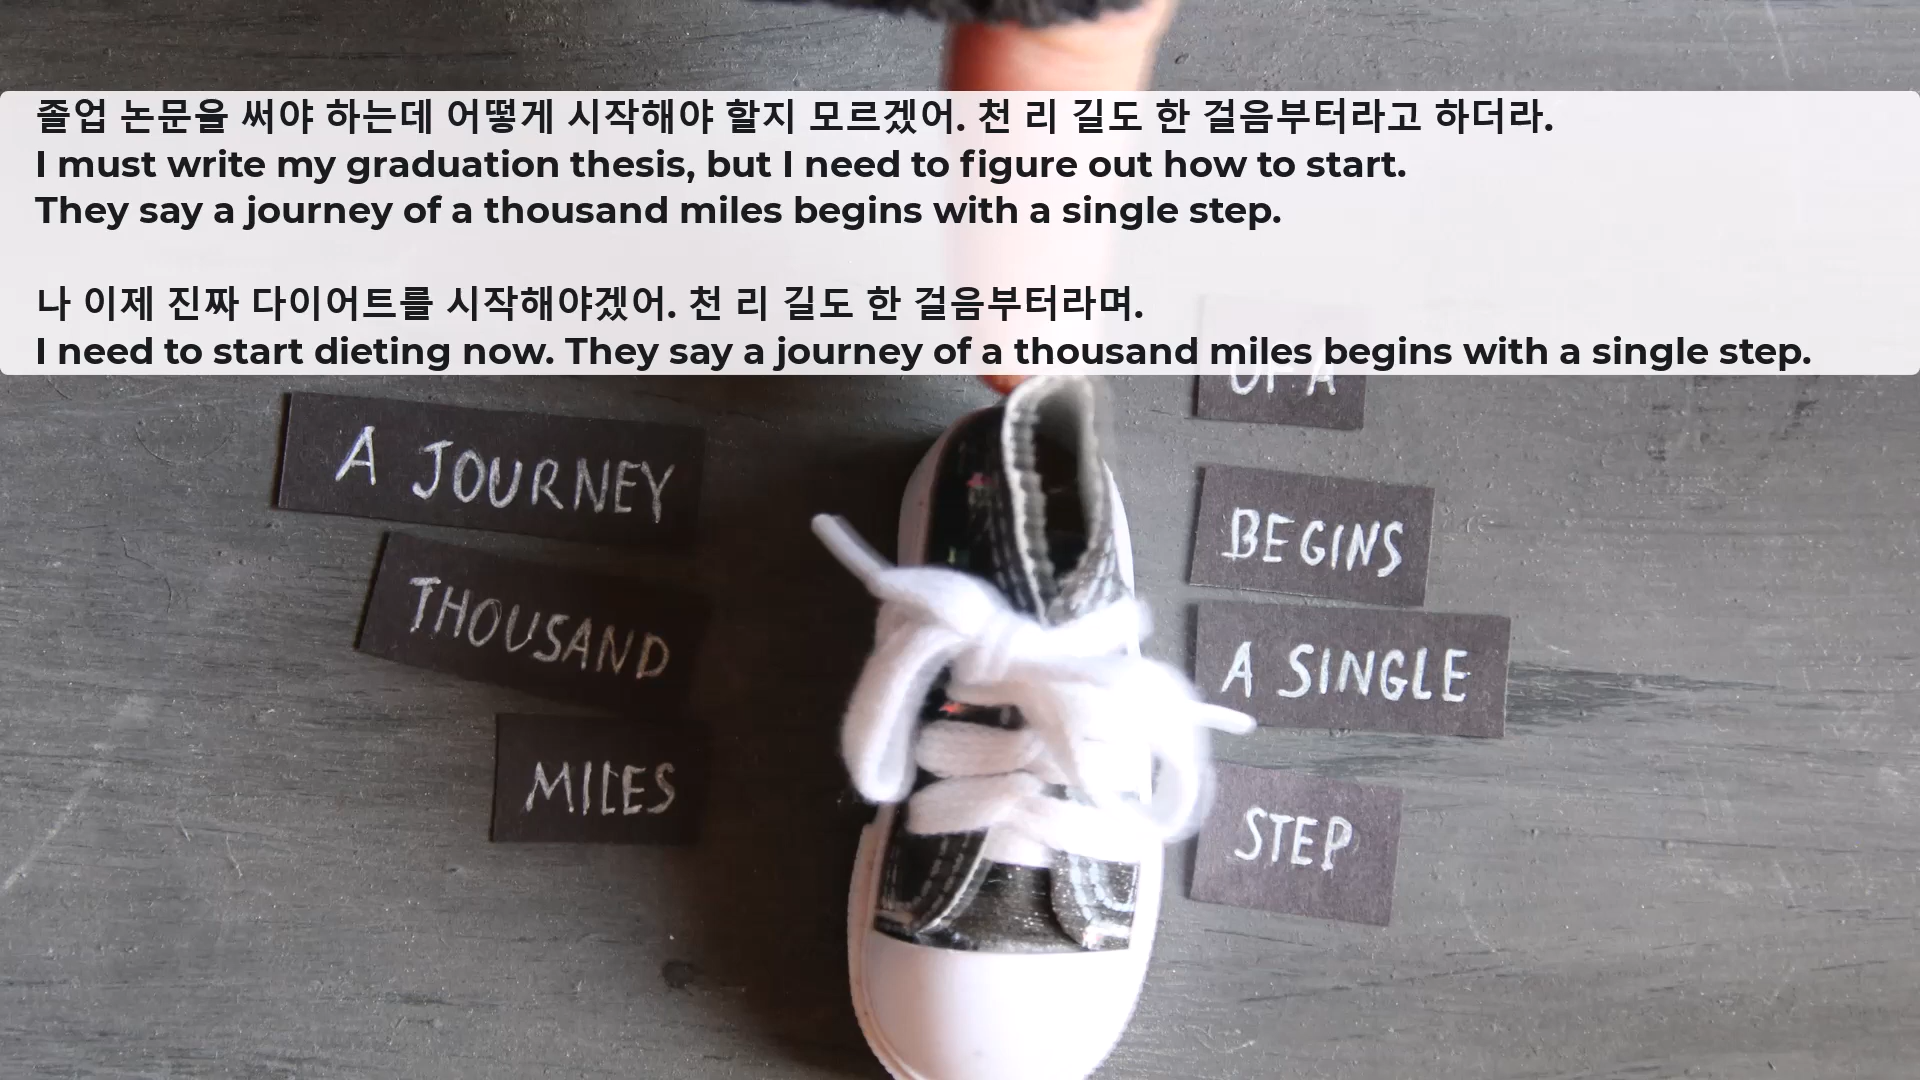 졸업 논문을 써야 하는데 어떻게 시작해야 할지 모르겠어. 천 리 길도 한 걸음부터라고 하더라.
I must write my graduation thesis, but I need to figure out how to start.
They say a journey of a thousand miles begins with a single step.
나 이제 진짜 다이어트를 시작해야겠어. 천 리 길도 한 걸음부터라며.
I need to start dieting now. They say a journey of a thousand miles begins with a single step.
A JOURNEY
OF A
THOUSAND
MILES
BEGINS
A SINGLE
STEP